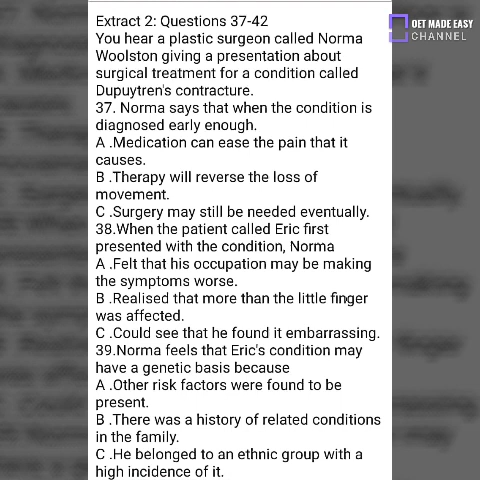 OET MADE EASY
CHANNEL
Extract 2: Questions 37-42
You hear a plastic surgeon called Norma
Woolston giving a presentation about
surgical treatment for a condition called
Dupuytren's contracture.
37. Norma says that when the condition is
diagnosed early enough.
A .Medication can ease the pain that it
causes.
B .Therapy will reverse the loss of
movement.
C .Surgery may still be needed eventually.
38.When the patient called Eric first
presented with the condition, Norma
A .Felt that his occupation may be making
the symptoms worse.
B .Realised that more than the little finger
was affected.
C .Could see that he found it embarrassing.
39.Norma feels that Eric's condition may
have a genetic basis because
A .Other risk factors were found to be
present.
B .There was a history of related conditions
in the family.
C .He belonged to an ethnic group with a
high incidence of it.